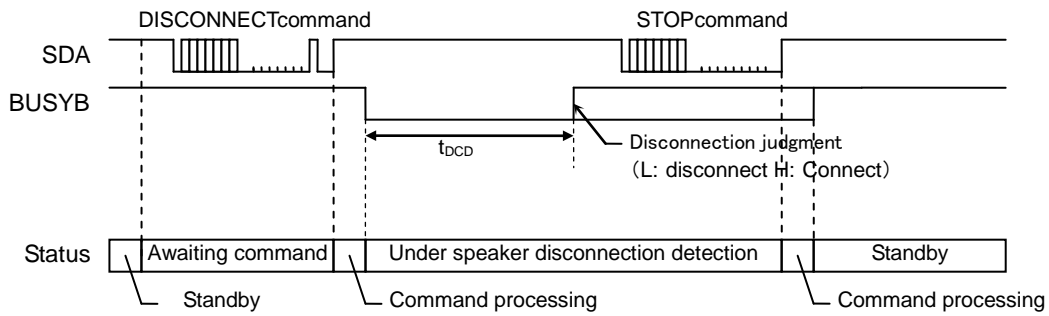 DISCONNECTcommand
STOPcommand
SDA
BUSYB
tDCD
Disconnection judgment
(L: disconnect H: Connect)
Status
Awaiting command
Under speaker disconnection detection
Standby
Standby
Command processing
Command processing